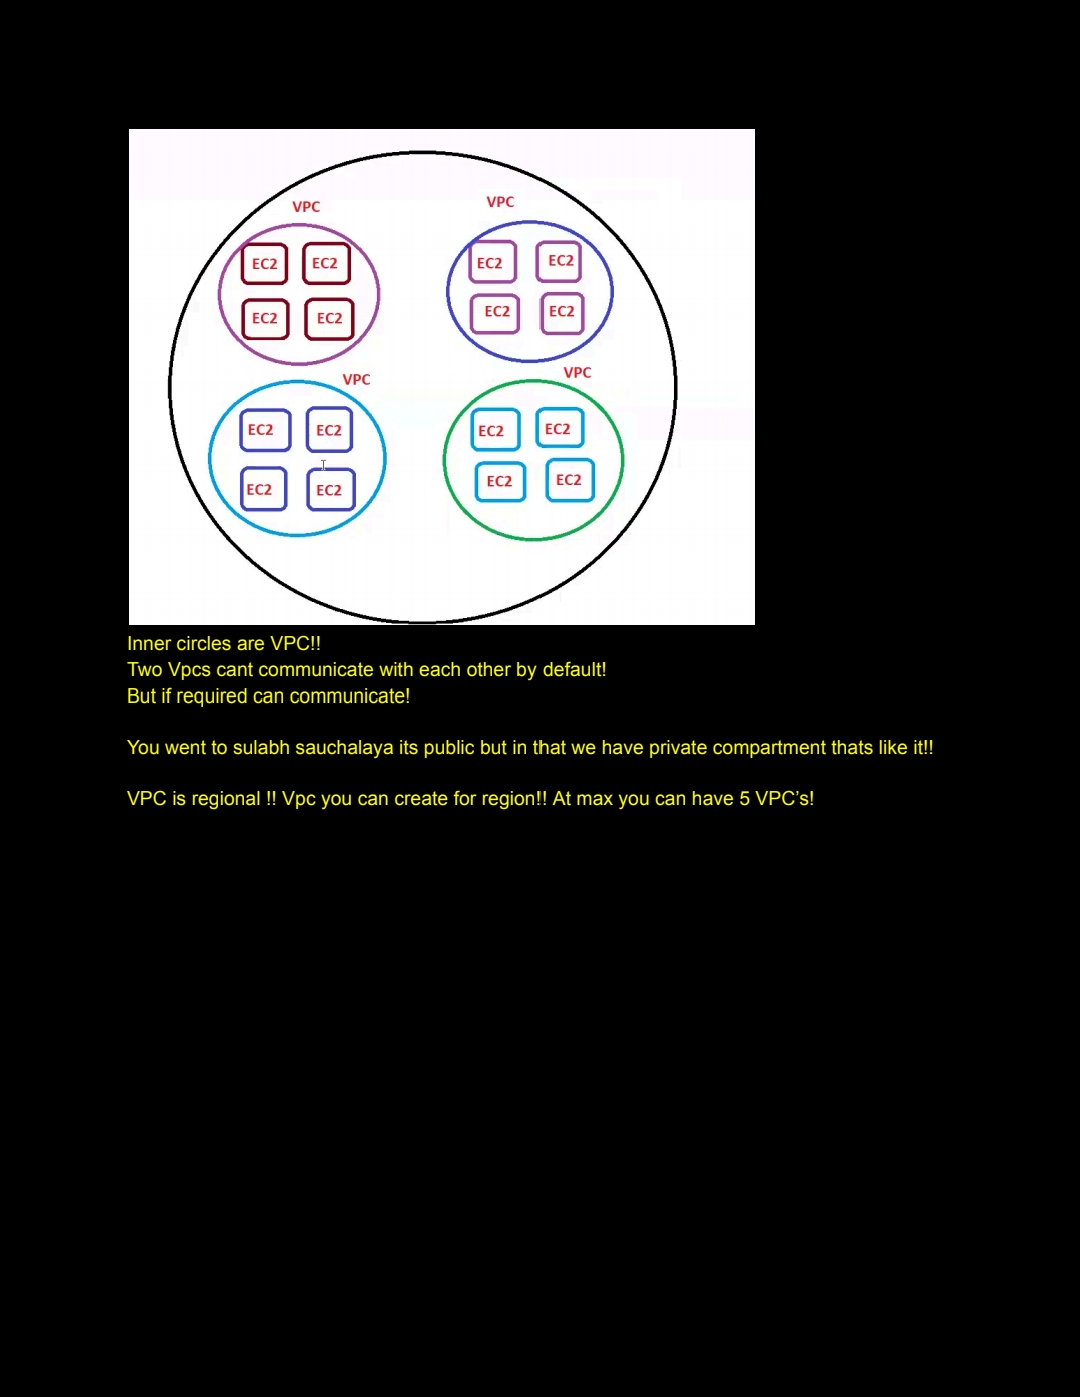 VPC
VPC
EC2 EC2 EC2 EC2
EC2 EC2 EC2 EC2
VPC
VPC
EC2 EC2 EC2 EC2
EC2 EC2 EC2 EC2
Inner circles are VPC!!
Two Vpcs cant communicate with each other by default!
But if required can communicate!
You went to sulabh sauchalaya its public but in that we have private compartment thats like it!!
VPC is regional !! Vpc you can create for region!! At max you can have 5 VPC’s!